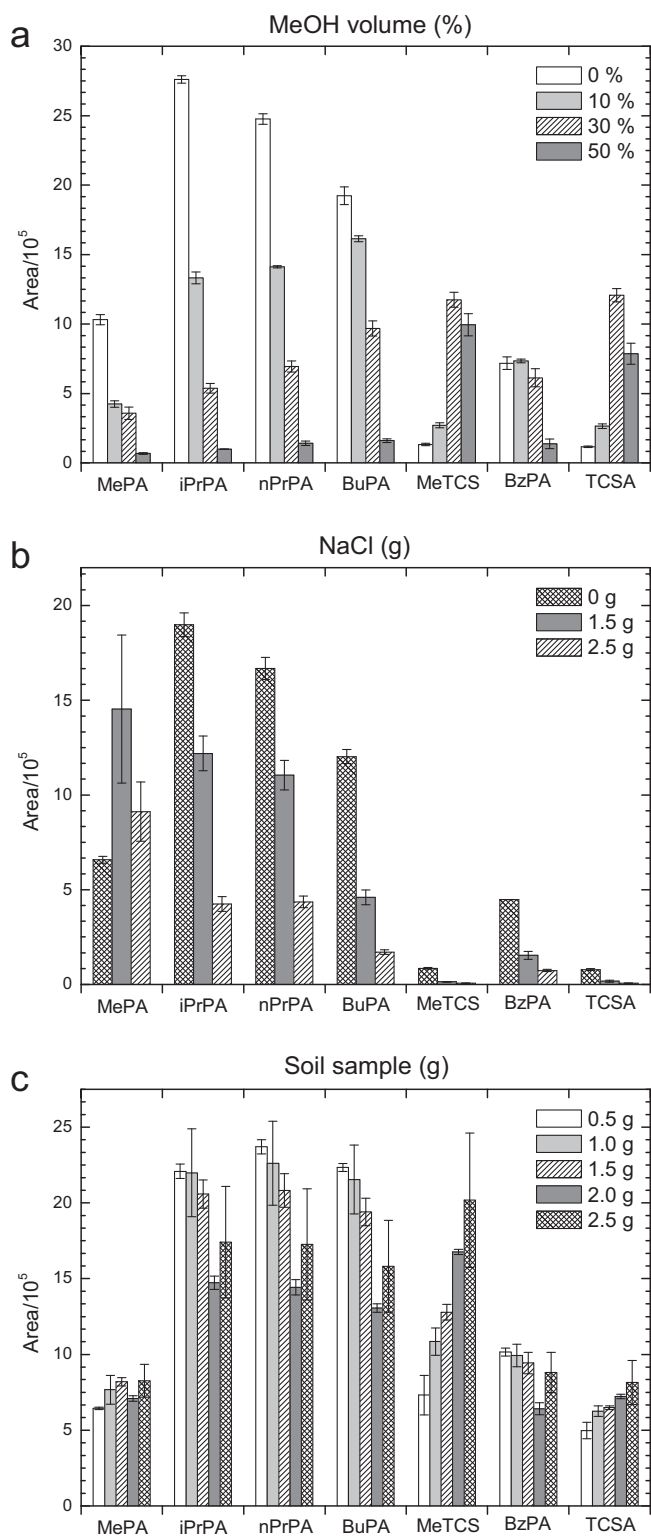 a
MeOH volume (%)
30
25
20
15
10
5
0
Area/10⁵
0 %
10 %
30 %
50 %
MePA iPrPA nPrPA BuPA MeTCS BzPA TCSA
b
NaCl (g)
20
15
10
5
0
Area/10⁵
0 g
1.5 g
2.5 g
MePA iPrPA nPrPA BuPA MeTCS BzPA TCSA
c
Soil sample (g)
25
20
15
10
5
0
Area/10⁵
0.5 g
1.0 g
1.5 g
2.0 g
2.5 g
MePA iPrPA nPrPA BuPA MeTCS BzPA TCSA